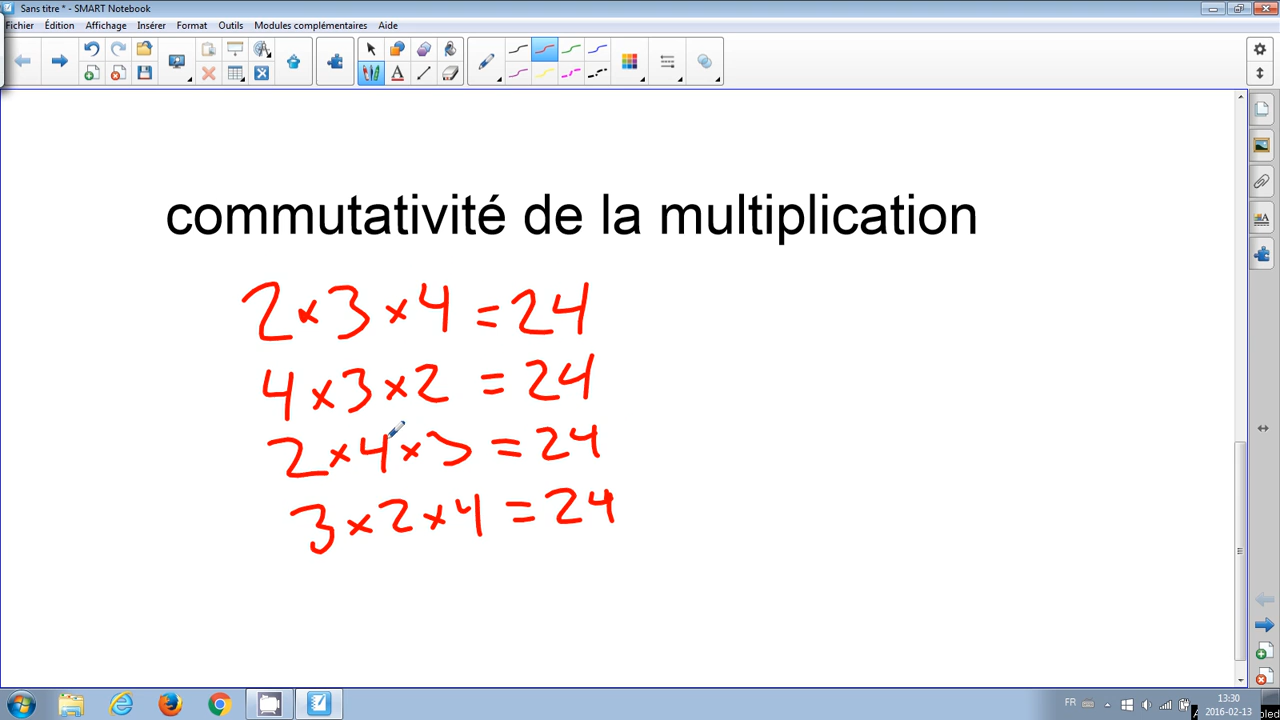 Sans titre * - SMART Notebook
Fichier Édition Affichage Insérer Format Outils Modules complémentaires Aide
commutativité de la multiplication
2 × 3 × 4 = 24
4 × 3 × 2 = 24
2 × 4 × 3 = 24
3 × 2 × 4 = 24
FR
13:30
2016-02-13